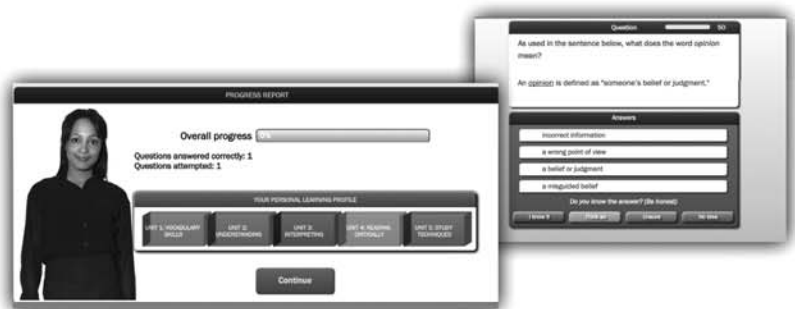 PROGRESS REPORT
Overall progress 0%
Questions answered correctly: 1
Questions attempted: 1
YOUR PERSONAL LEARNING PROFILE
UNIT 1: VOCABULARY
SKILLS
UNIT 2:
UNDERSTANDING
UNIT 3:
INTERPRETING
UNIT 4: READING
CRITICALLY
UNIT 5: STUDY
TECHNIQUES
Continue
Question 50
As used in the sentence below, what does the word opinion
mean?
An opinion is defined as "someone's belief or judgment."
Answers
incorrect information
a wrong point of view
a belief or judgment
a misguided belief
Do you know the answer? (Be honest)
I know it
Think so
Unsure
No idea